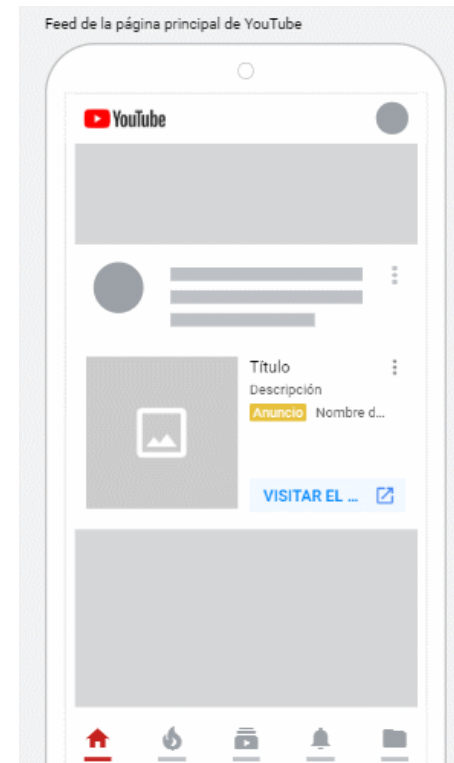 Feed de la página principal de YouTube
YouTube
Título
Descripción
Anuncio Nombre d...
VISITAR EL ...